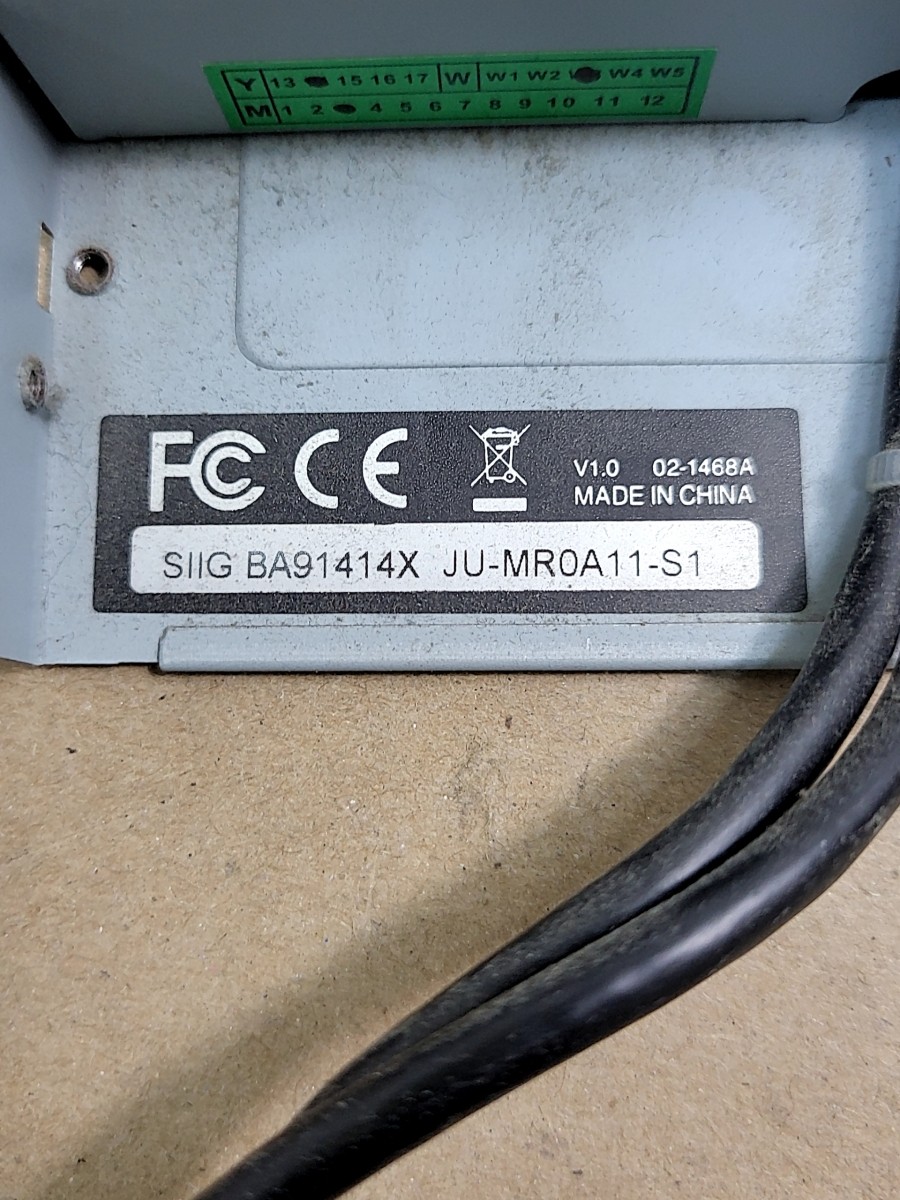 Y 13 15 16 17 W W1 W2 W4 W5
M 1 2 4 5 6 7 8 9 10 11 12
FC CE
V1.0 02-1468A
MADE IN CHINA
SIIG BA91414X JU-MR0A11-S1